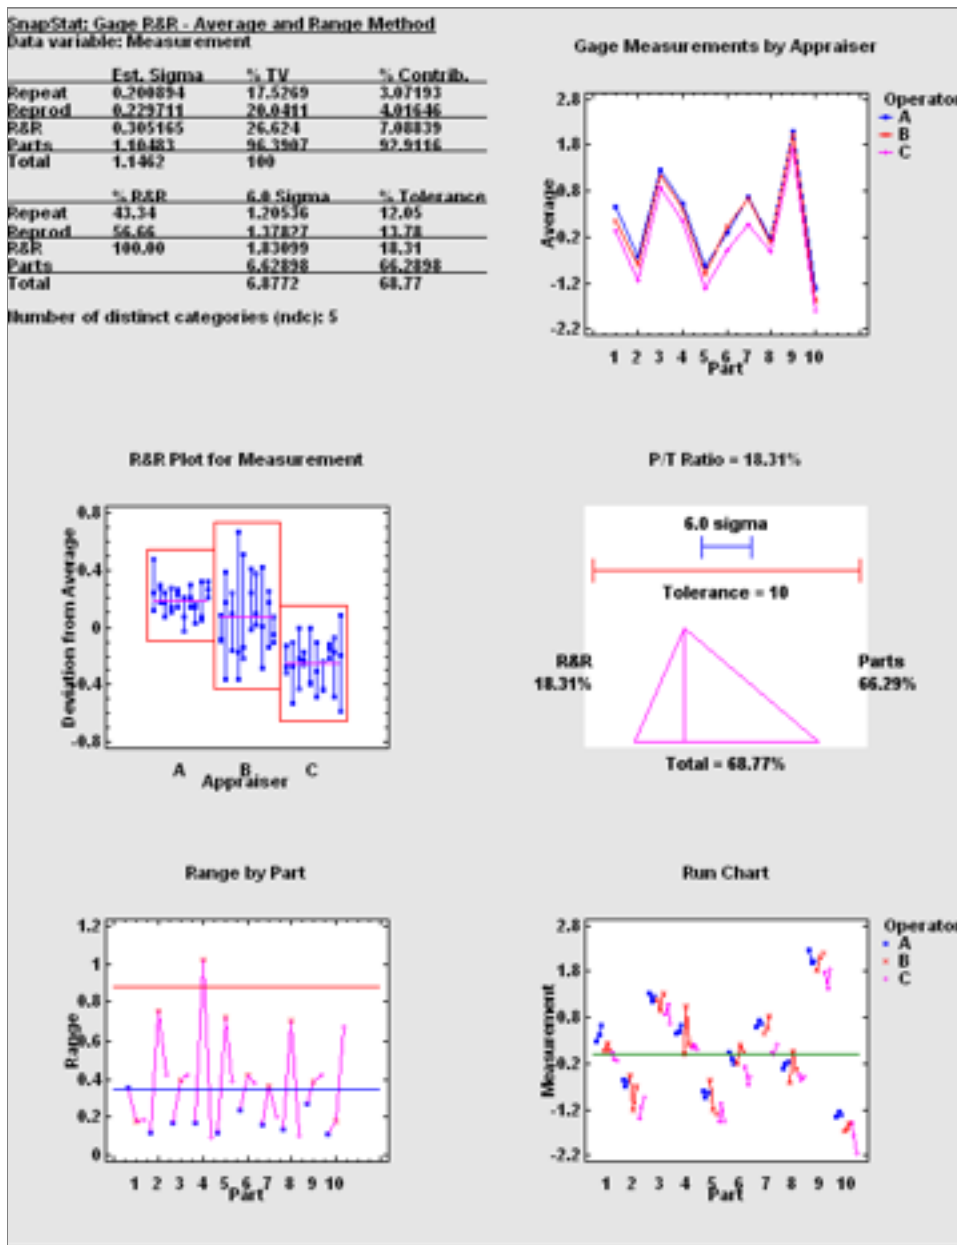 SnapStat: Gage R&R - Average and Range Method
Data variable: Measurement
Est. Sigma % TV % Contrib.
Repeat 0.200894 17.5269 3.07193
Reprod 0.229711 20.0411 4.01646
R&R 0.305165 26.624 7.08839
Parts 1.10483 96.3907 92.9116
Total 1.1462 100
% R&R 6.0 Sigma % Tolerance
Repeat 43.34 1.20536 12.05
Reprod 56.66 1.37827 13.78
R&R 100.00 1.83099 18.31
Parts 6.62898 66.2898
Total 6.8772 68.77
Number of distinct categories (ndc): 5
Gage Measurements by Appraiser
Operator
A
B
C
2.8
1.8
0.8
-0.2
-1.2
-2.2
Average
1 2 3 4 5 6 7 8 9 10
Part
R&R Plot for Measurement
0.8
0.4
0
-0.4
-0.8
Deviation from Average
A B C
Appraiser
P/T Ratio = 18.31%
6.0 sigma
Tolerance = 10
R&R
18.31%
Parts
66.29%
Total = 68.77%
Range by Part
1.2
1
0.8
0.6
0.4
0.2
0
Range
1 2 3 4 5 6 7 8 9 10
Part
Run Chart
Operator
A
B
C
2.8
1.8
0.8
-0.2
-1.2
-2.2
Measurement
1 2 3 4 5 6 7 8 9 10
Part